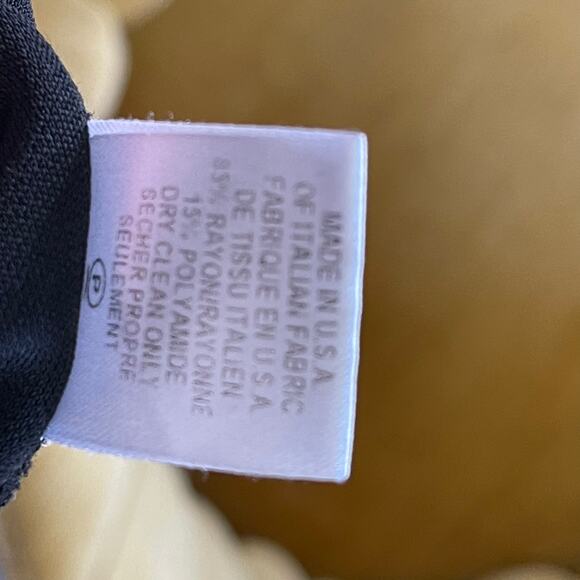 MADE IN U.S.A
OF ITALIAN FABRIC
FABRIQUE EN U.S.A
DE TISSU ITALIEN
85% RAYON/RAYONNE
15% POLYAMIDE
DRY CLEAN ONLY
SECHER PROPRE
SEULEMENT
P